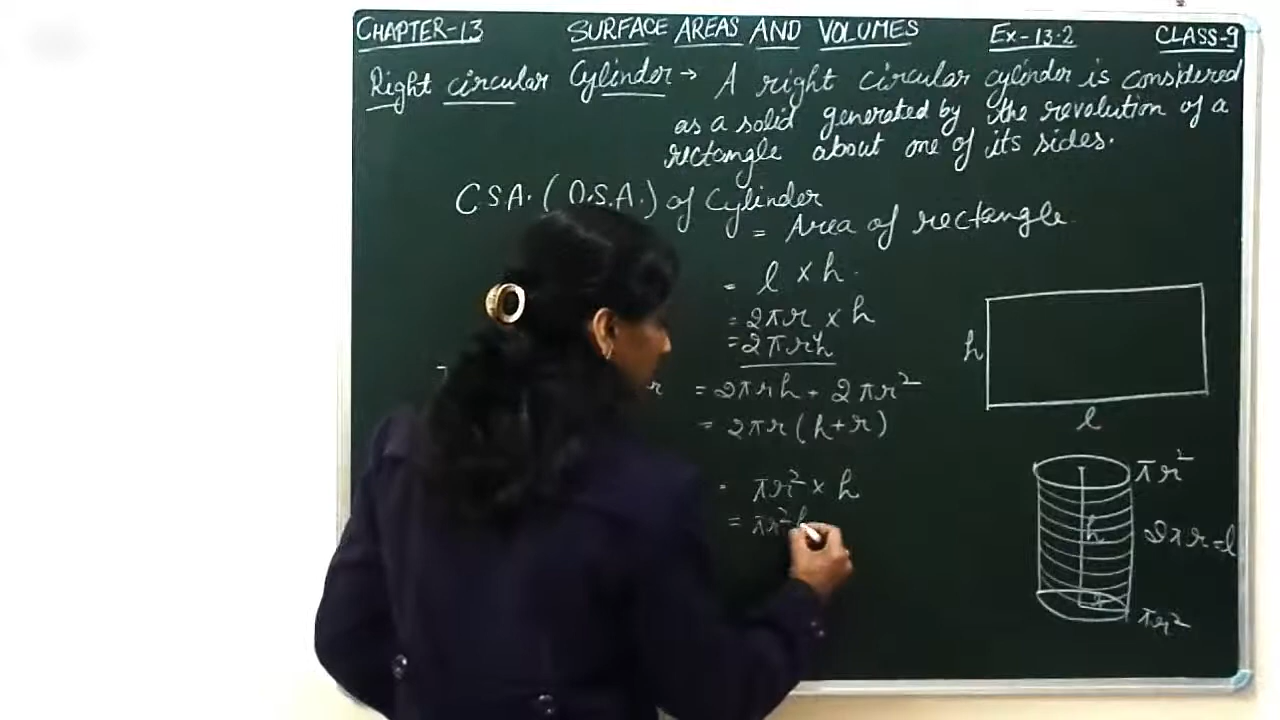 CHAPTER-13 SURFACE AREAS AND VOLUMES Ex-13.2 CLASS-9
Right circular Cylinder → A right circular cylinder is considered
as a solid generated by the revolution of a
rectangle about one of its sides.
C.S.A. ( O.S.A.) of Cylinder
= Area of rectangle
= l × h
= 2πr × h
= 2πrh
r = 2πrh + 2πr²
= 2πr (h+r)
= πr² × h
= πr²h
h
l
πr²
h
2πr=l
r
πr²